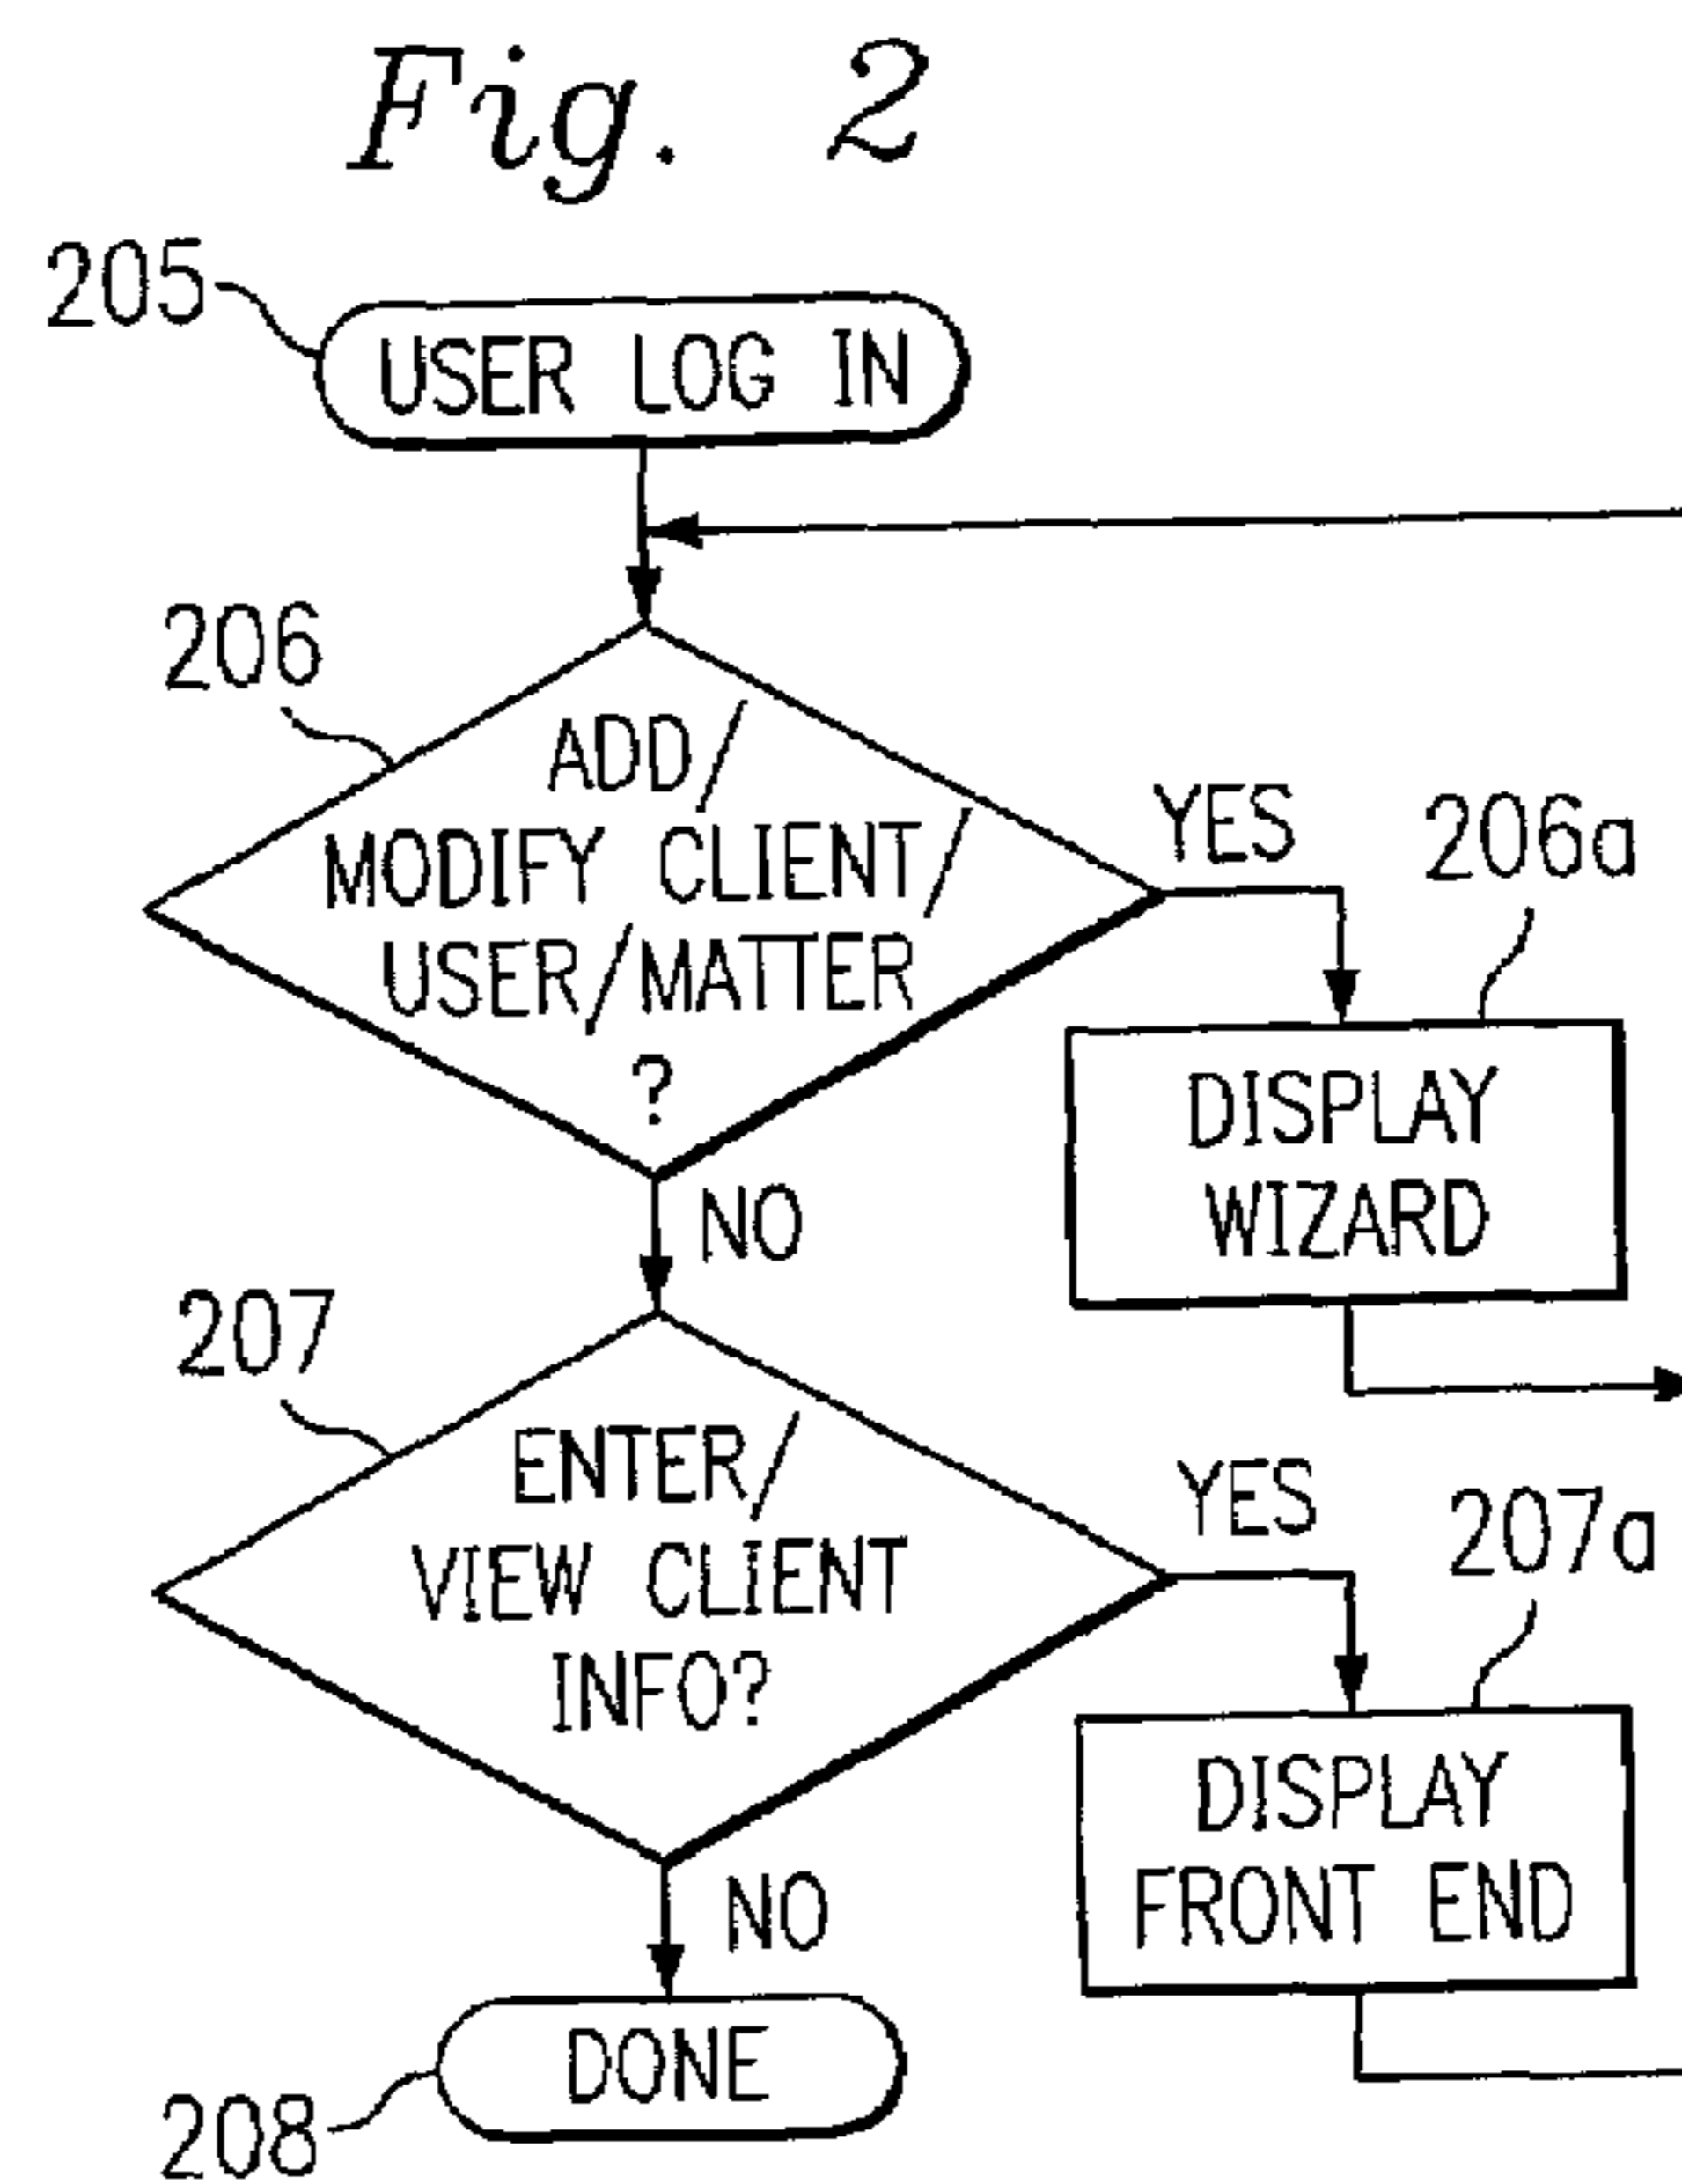 Fig. 2
205
USER LOG IN
206
ADD/
MODIFY CLIENT/
USER/MATTER
?
YES
206a
DISPLAY
WIZARD
NO
207
ENTER/
VIEW CLIENT
INFO?
YES
207a
DISPLAY
FRONT END
NO
DONE
208